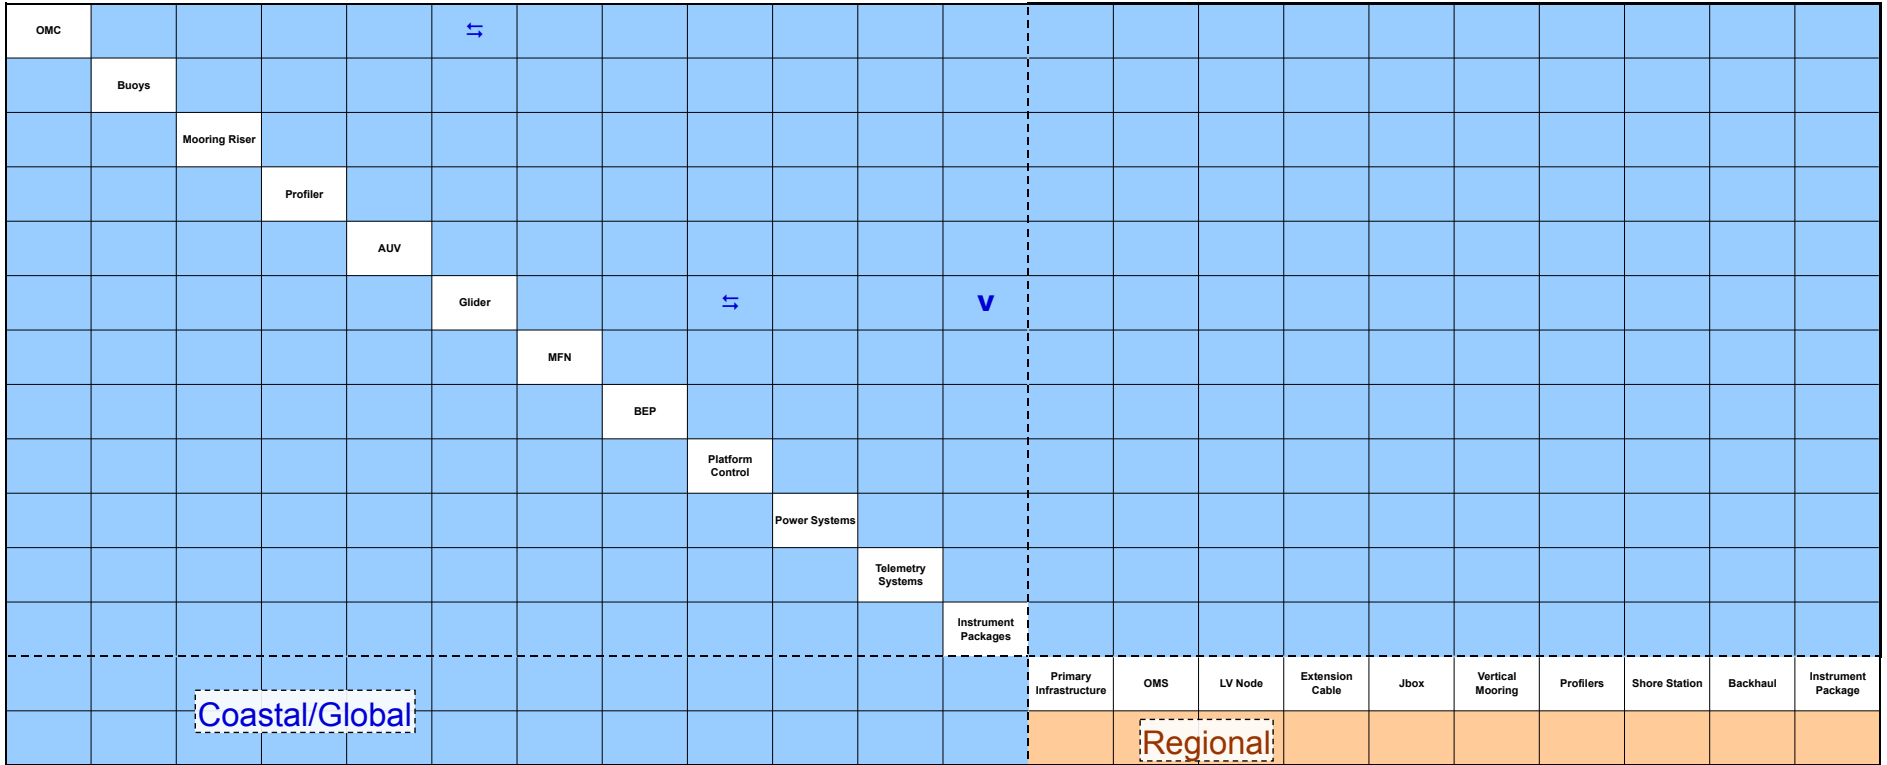 OMC ⇆
Buoys
Mooring Riser
Profiler
AUV
Glider ⇆ V
MFN
BEP
Platform
Control
Power Systems
Telemetry
Systems
Instrument
Packages
Primary
Infrastructure
OMS
LV Node
Extension
Cable
Jbox
Vertical
Mooring
Profilers
Shore Station
Backhaul
Instrument
Package
Coastal/Global
Regional